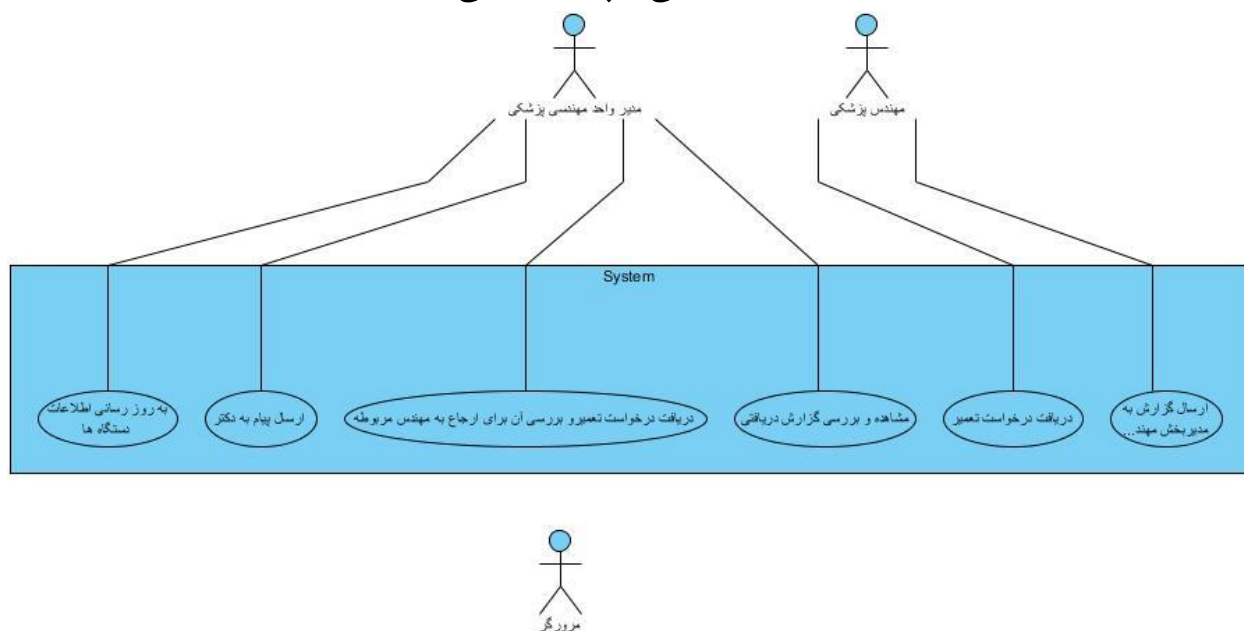 مدیر واحد مهندسی پزشکی
مهندس پزشکی
System
به روز رسانی اطلاعات
دستگاه ها
ارسال پیام به دکتر
دریافت درخواست تعمیرو بررسی آن برای ارجاع به مهندس مربوطه
مشاهده و بررسی گزارش دریافتی
دریافت درخواست تعمیر
ارسال گزارش به
مدیربخش مهند...
مرورگر